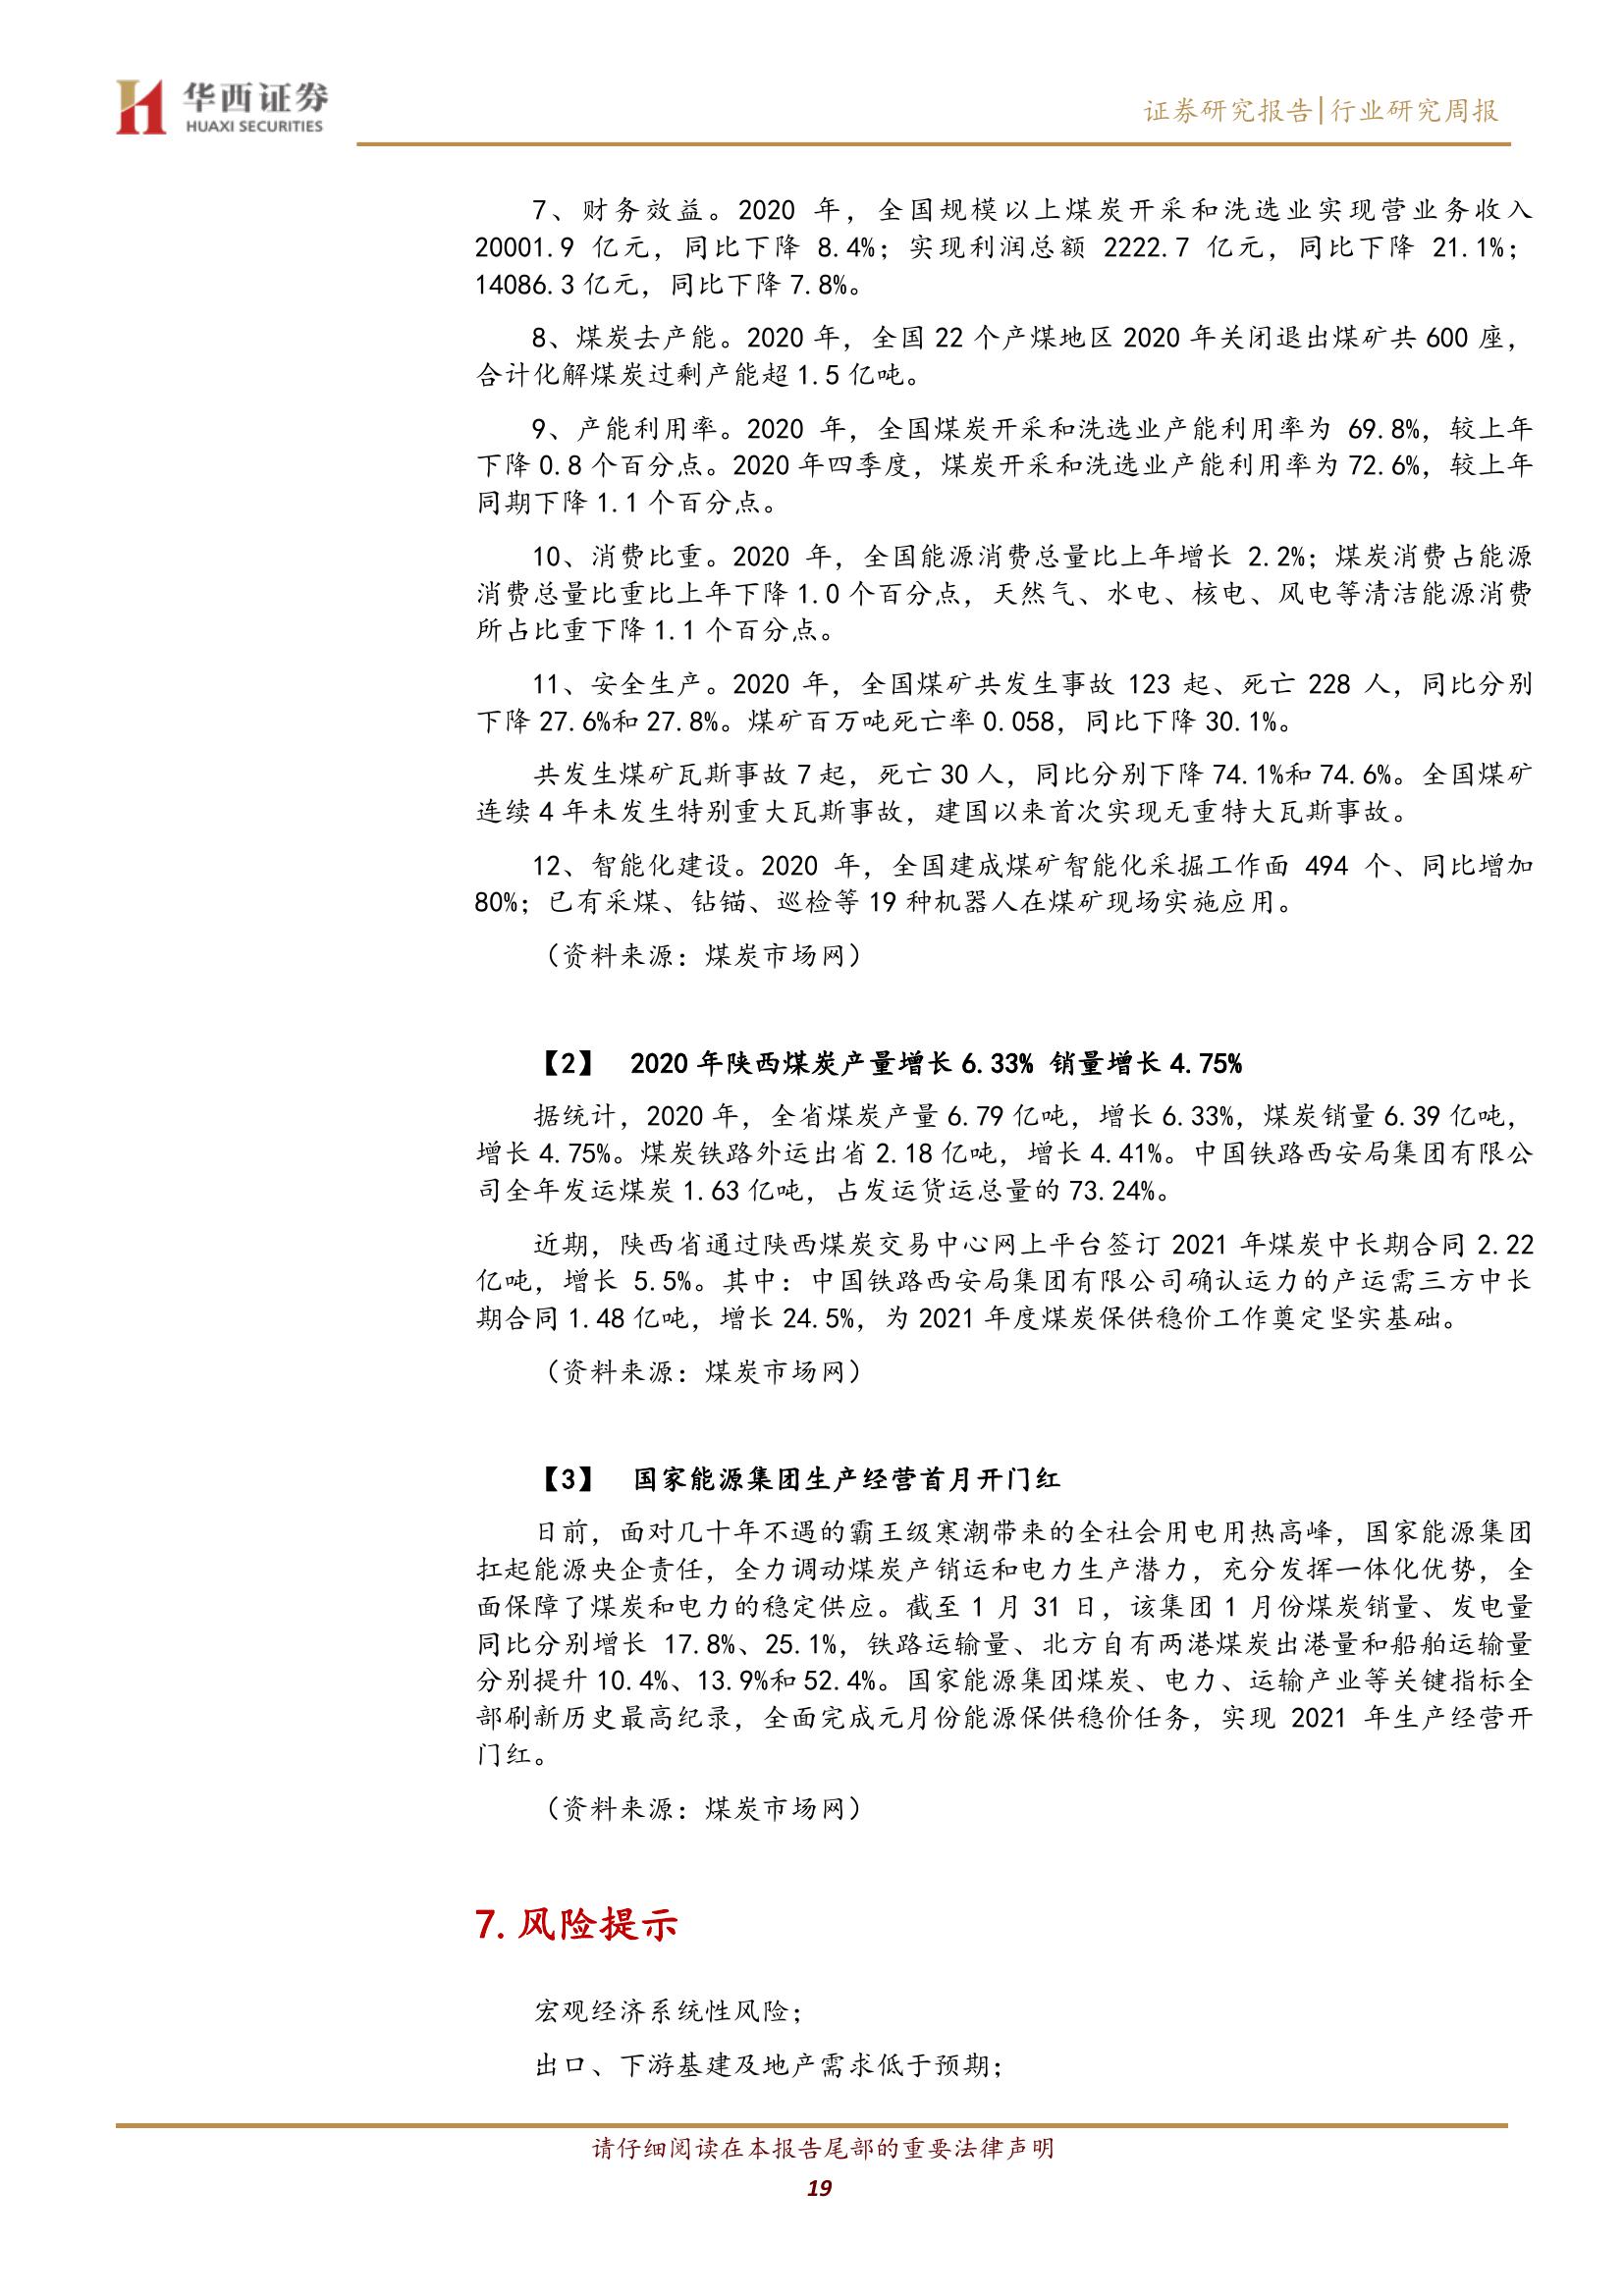 华西证券
HUAXI SECURITIES
证券研究报告|行业研究周报
7、财务效益。2020 年，全国规模以上煤炭开采和洗选业实现营业务收入
20001.9 亿元，同比下降 8.4%；实现利润总额 2222.7 亿元，同比下降 21.1%；
14086.3 亿元，同比下降 7.8%。
8、煤炭去产能。2020 年，全国 22 个产煤地区 2020 年关闭退出煤矿共 600 座，
合计化解煤炭过剩产能超 1.5 亿吨。
9、产能利用率。2020 年，全国煤炭开采和洗选业产能利用率为 69.8%，较上年
下降 0.8 个百分点。2020 年四季度，煤炭开采和洗选业产能利用率为 72.6%，较上年
同期下降 1.1 个百分点。
10、消费比重。2020 年，全国能源消费总量比上年增长 2.2%；煤炭消费占能源
消费总量比重比上年下降 1.0 个百分点，天然气、水电、核电、风电等清洁能源消费
所占比重下降 1.1 个百分点。
11、安全生产。2020 年，全国煤矿共发生事故 123 起、死亡 228 人，同比分别
下降 27.6%和 27.8%。煤矿百万吨死亡率 0.058，同比下降 30.1%。
共发生煤矿瓦斯事故 7 起，死亡 30 人，同比分别下降 74.1%和 74.6%。全国煤矿
连续 4 年未发生特别重大瓦斯事故，建国以来首次实现无重特大瓦斯事故。
12、智能化建设。2020 年，全国建成煤矿智能化采掘工作面 494 个、同比增加
80%；已有采煤、钻锚、巡检等 19 种机器人在煤矿现场实施应用。
（资料来源：煤炭市场网）
【2】 2020 年陕西煤炭产量增长 6.33% 销量增长 4.75%
据统计，2020 年，全省煤炭产量 6.79 亿吨，增长 6.33%，煤炭销量 6.39 亿吨，
增长 4.75%。煤炭铁路外运出省 2.18 亿吨，增长 4.41%。中国铁路西安局集团有限公
司全年发运煤炭 1.63 亿吨，占发运货运总量的 73.24%。
近期，陕西省通过陕西煤炭交易中心网上平台签订 2021 年煤炭中长期合同 2.22
亿吨，增长 5.5%。其中：中国铁路西安局集团有限公司确认运力的产运需三方中长
期合同 1.48 亿吨，增长 24.5%，为 2021 年度煤炭保供稳价工作奠定坚实基础。
（资料来源：煤炭市场网）
【3】 国家能源集团生产经营首月开门红
日前，面对几十年不遇的霸王级寒潮带来的全社会用电用热高峰，国家能源集团
扛起能源央企责任，全力调动煤炭产销运和电力生产潜力，充分发挥一体化优势，全
面保障了煤炭和电力的稳定供应。截至 1 月 31 日，该集团 1 月份煤炭销量、发电量
同比分别增长 17.8%、25.1%，铁路运输量、北方自有两港煤炭出港量和船舶运输量
分别提升 10.4%、13.9%和 52.4%。国家能源集团煤炭、电力、运输产业等关键指标全
部刷新历史最高纪录，全面完成元月份能源保供稳价任务，实现 2021 年生产经营开
门红。
（资料来源：煤炭市场网）
7.风险提示
宏观经济系统性风险；
出口、下游基建及地产需求低于预期；
请仔细阅读在本报告尾部的重要法律声明
19